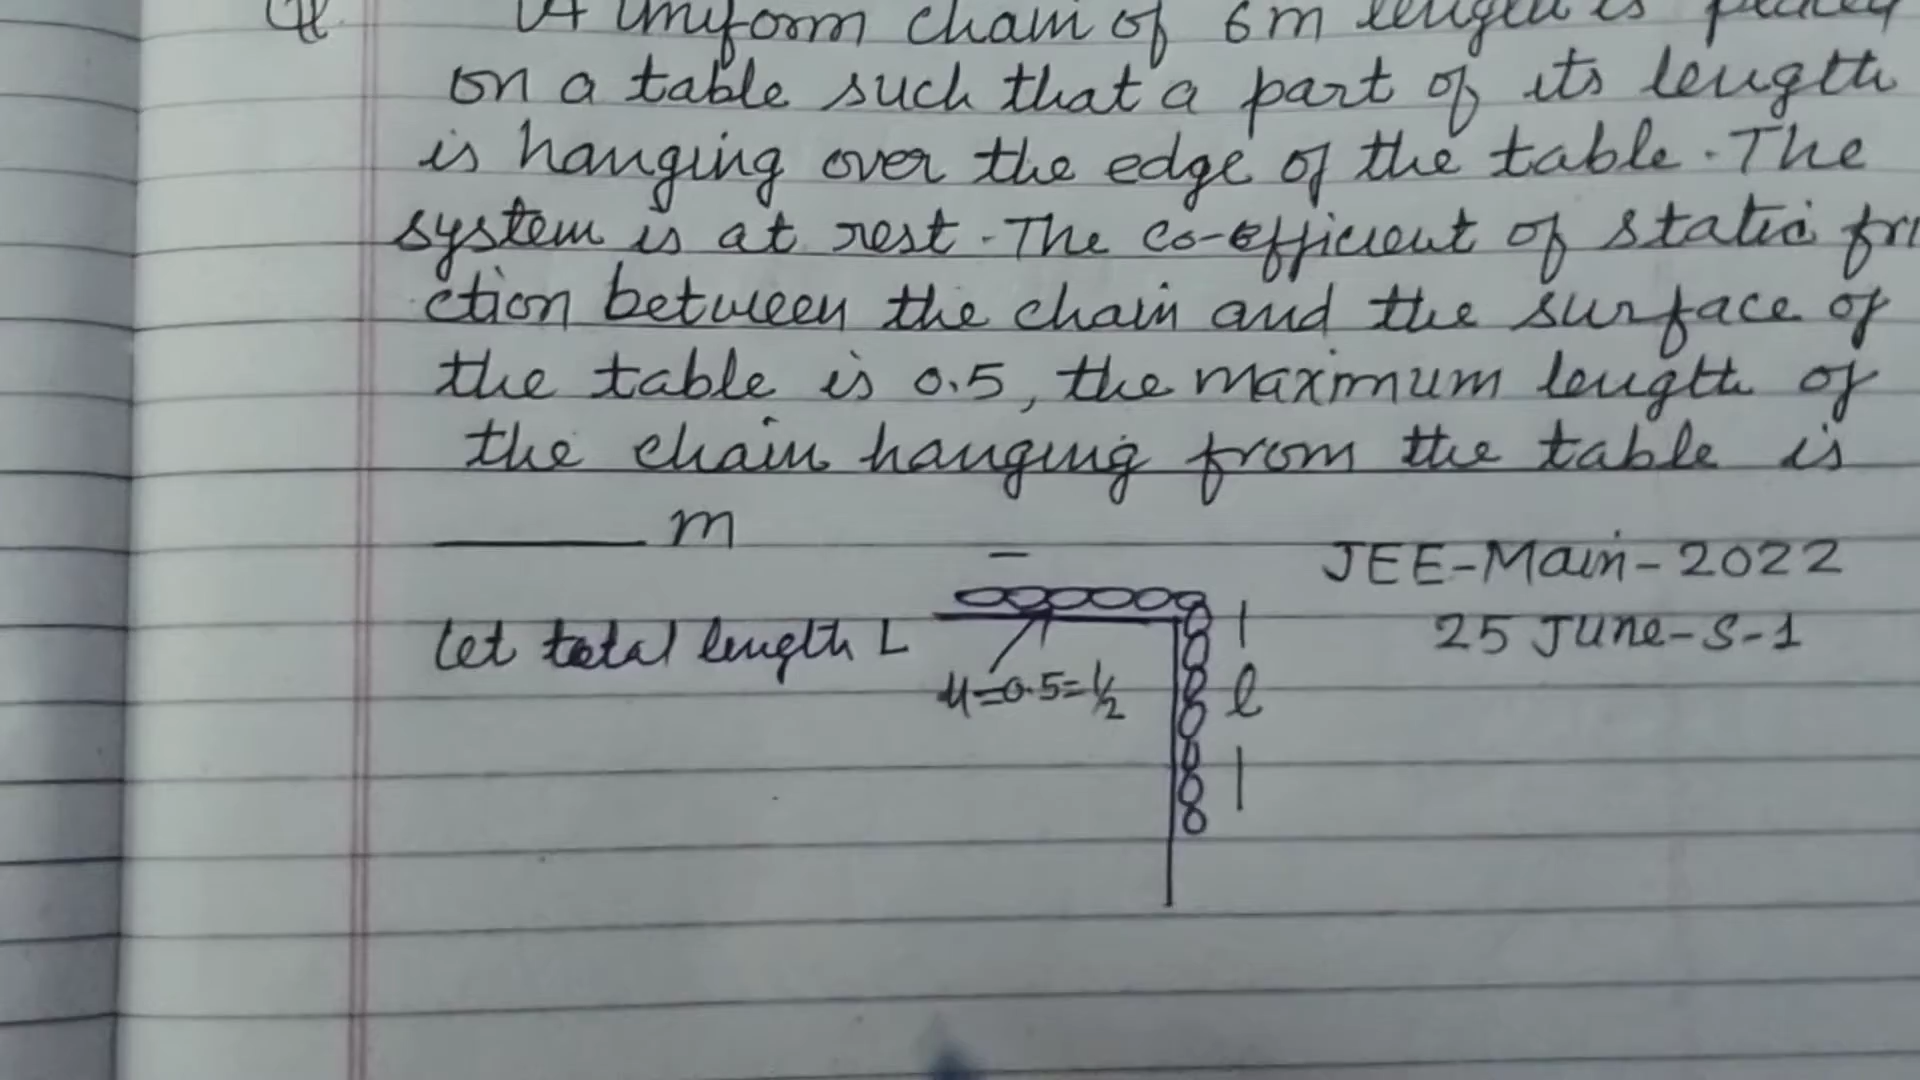 Q A uniform chain of 6m length is placed
on a table such that a part of its length
is hanging over the edge of the table. The
system is at rest. The co-efficient of static fri
ction between the chain and the surface of
the table is 0.5, the maximum length of
the chain hanging from the table is
______ m
JEE-Main-2022
25 June-S-1
Let total length L
μ=0.5=1/2
l